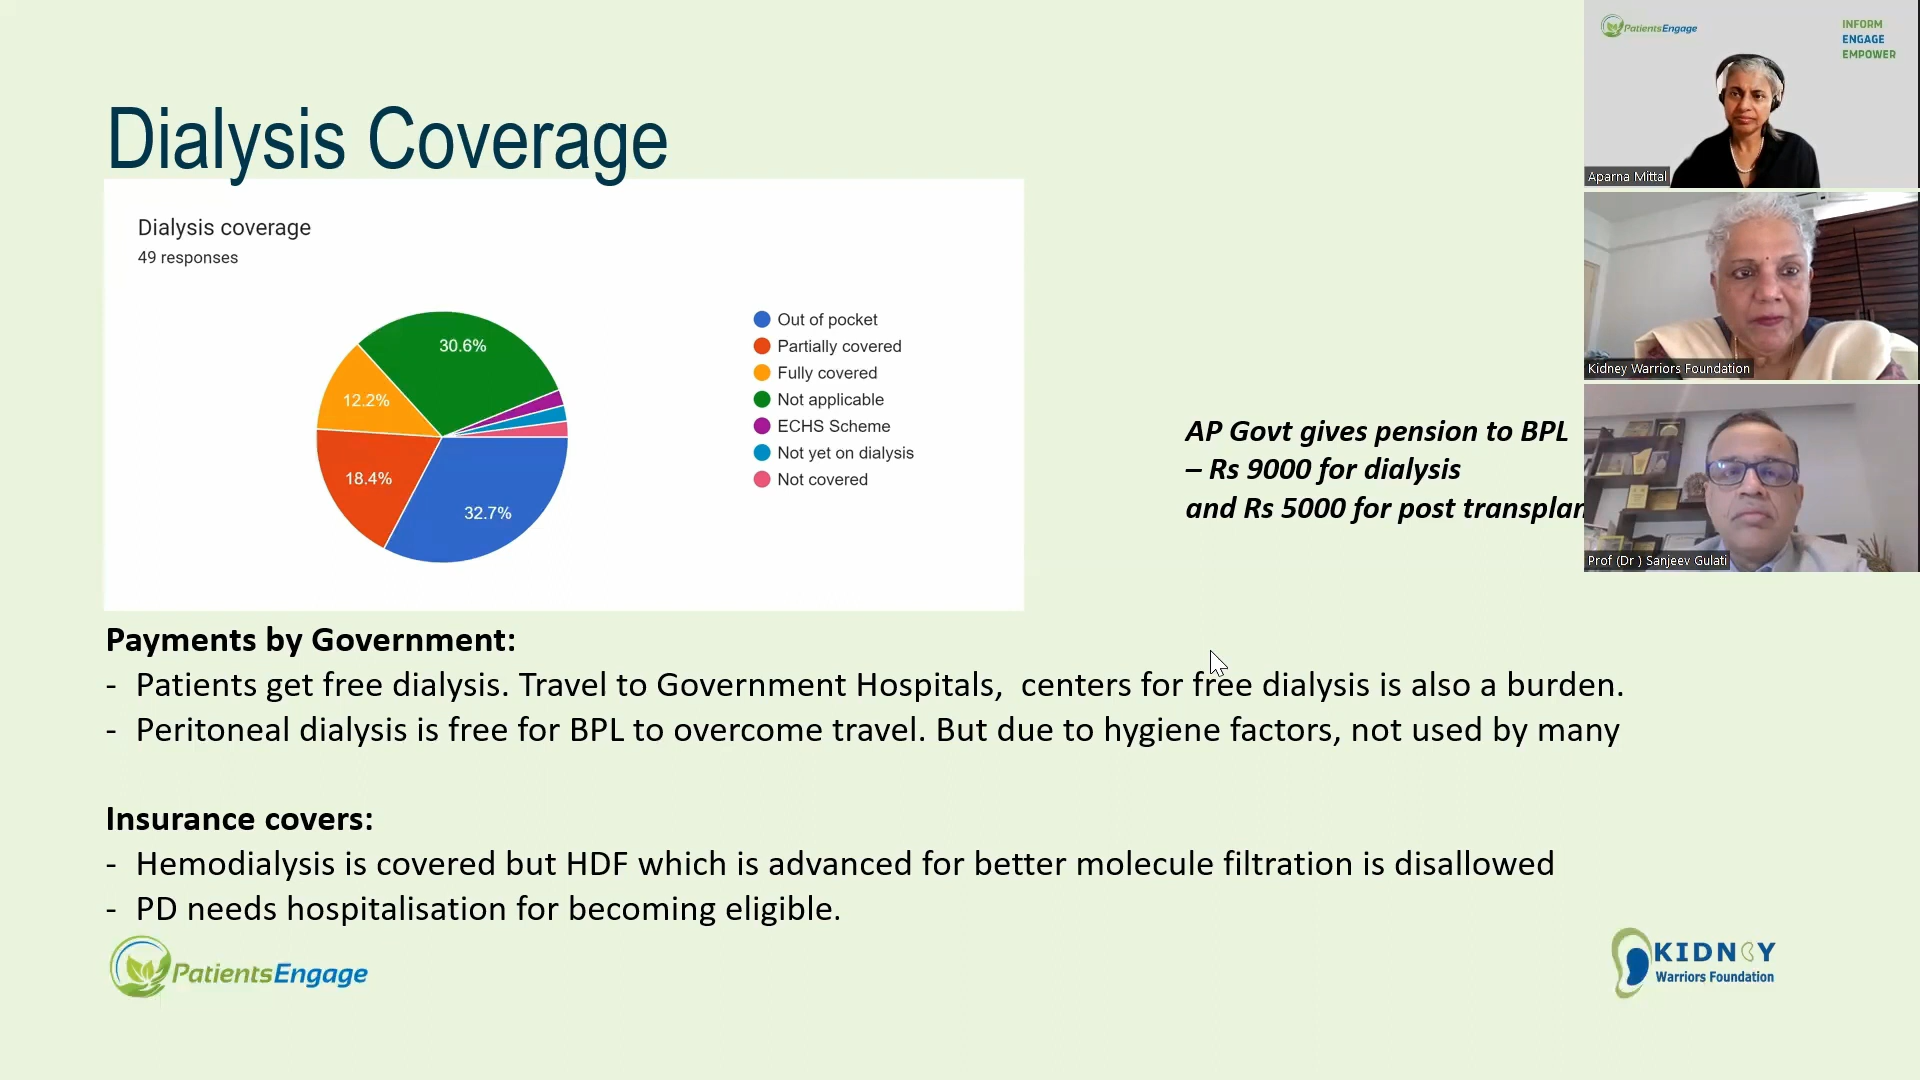 Dialysis Coverage
Dialysis coverage
49 responses
30.6%
12.2%
18.4%
32.7%
Out of pocket
Partially covered
Fully covered
Not applicable
ECHS Scheme
Not yet on dialysis
Not covered
AP Govt gives pension to BPL
– Rs 9000 for dialysis
and Rs 5000 for post transplan
Payments by Government:
- Patients get free dialysis. Travel to Government Hospitals, centers for free dialysis is also a burden.
- Peritoneal dialysis is free for BPL to overcome travel. But due to hygiene factors, not used by many
Insurance covers:
- Hemodialysis is covered but HDF which is advanced for better molecule filtration is disallowed
- PD needs hospitalisation for becoming eligible.
PatientsEngage
KIDNEY
Warriors Foundation
PatientsEngage
INFORM
ENGAGE
EMPOWER
Aparna Mittal
Kidney Warriors Foundation
Prof (Dr ) Sanjeev Gulati